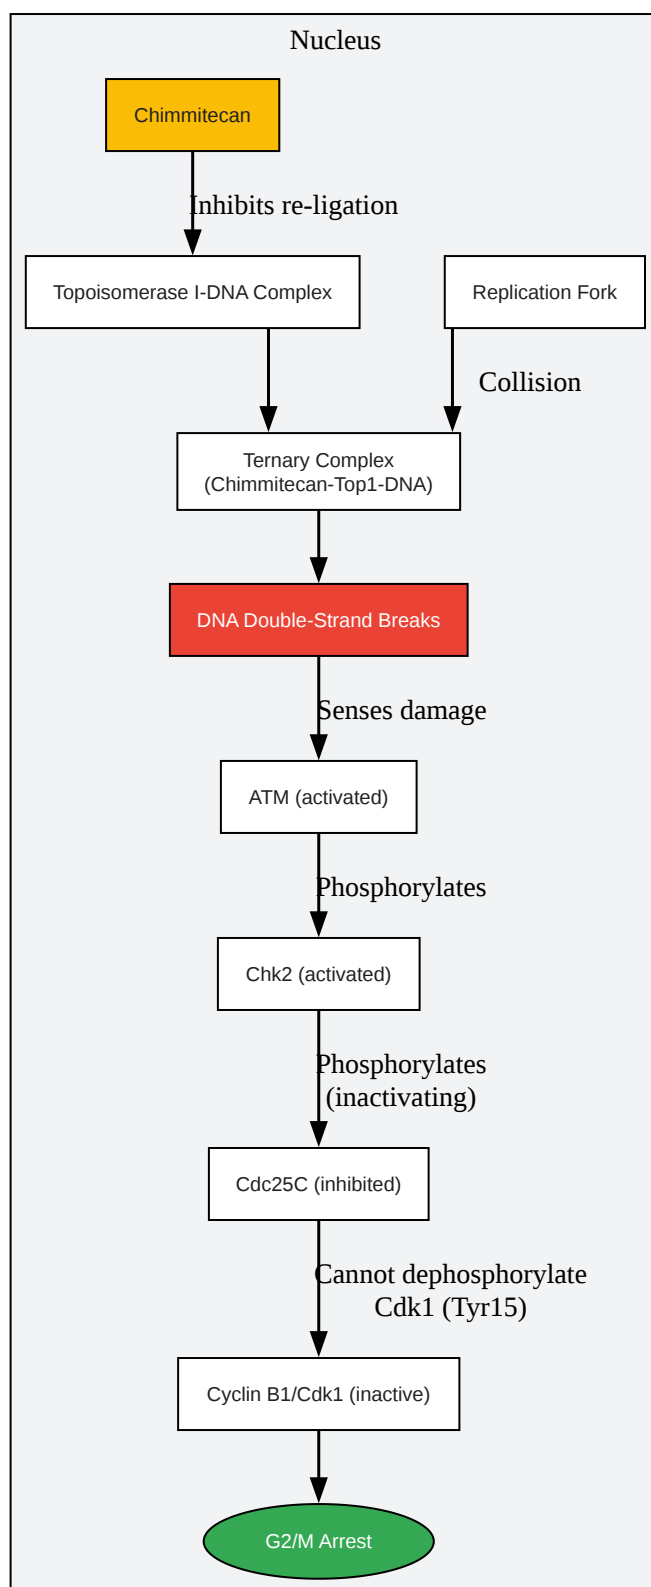 Nucleus
Chimmitecan
Inhibits re-ligation
Topoisomerase I-DNA Complex
Replication Fork
Collision
Ternary Complex
(Chimmitecan-Top1-DNA)
DNA Double-Strand Breaks
Senses damage
ATM (activated)
Phosphorylates
Chk2 (activated)
Phosphorylates
(inactivating)
Cdc25C (inhibited)
Cannot dephosphorylate
Cdk1 (Tyr15)
Cyclin B1/Cdk1 (inactive)
G2/M Arrest